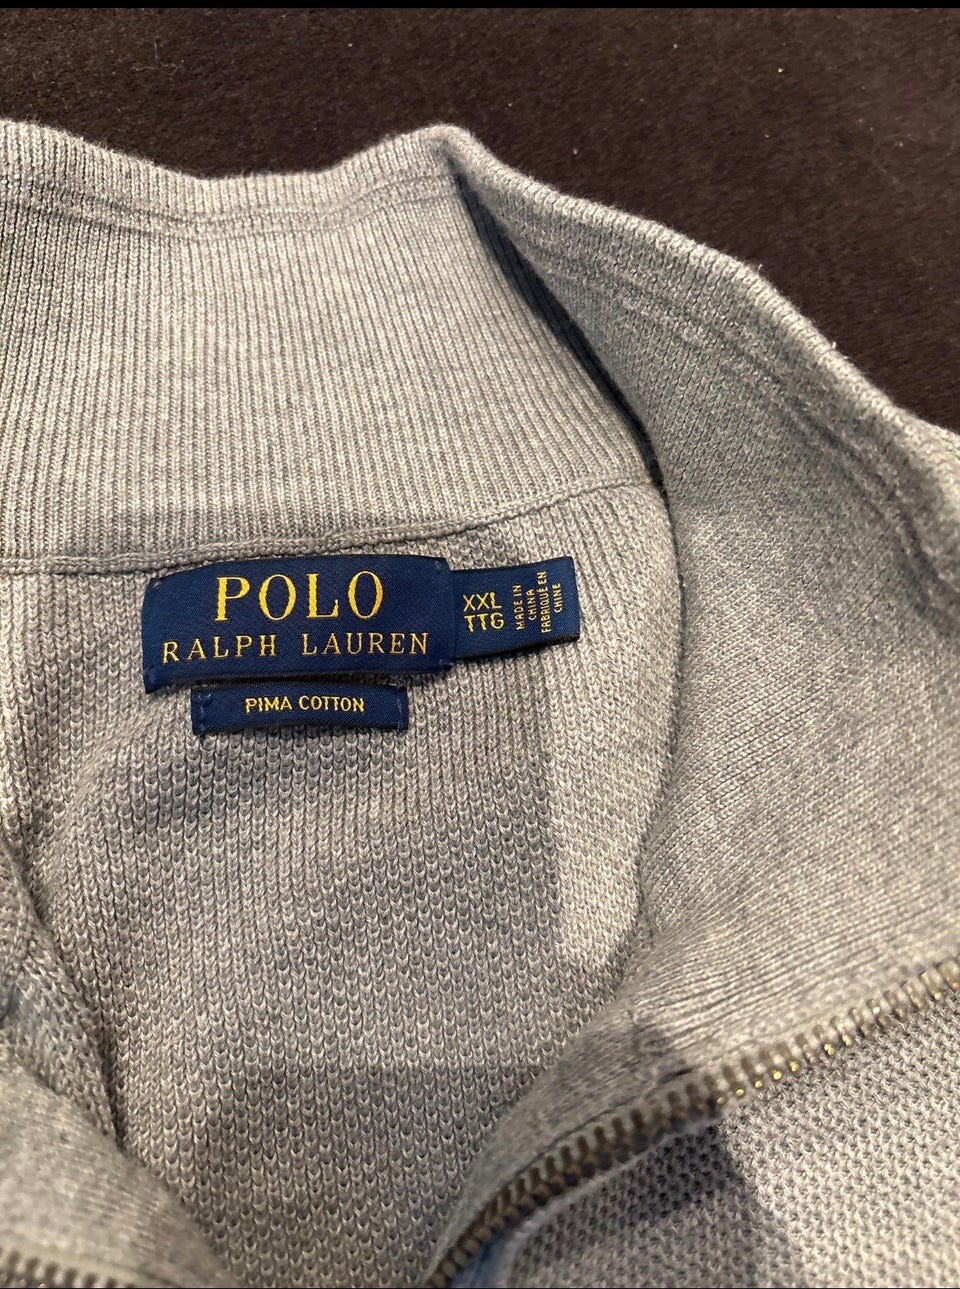 POLO
RALPH LAUREN
PIMA COTTON
XXL
TTG
MADE IN
CHINA
FABRIQUÉ EN
CHINE